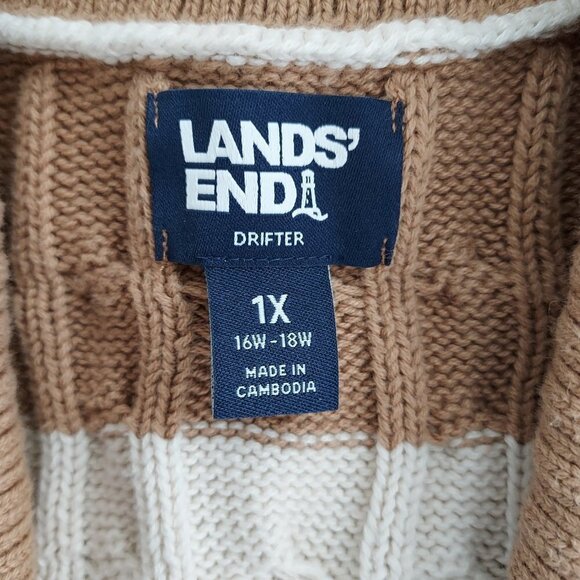 LANDS'
END
DRIFTER
1X
16W-18W
MADE IN
CAMBODIA